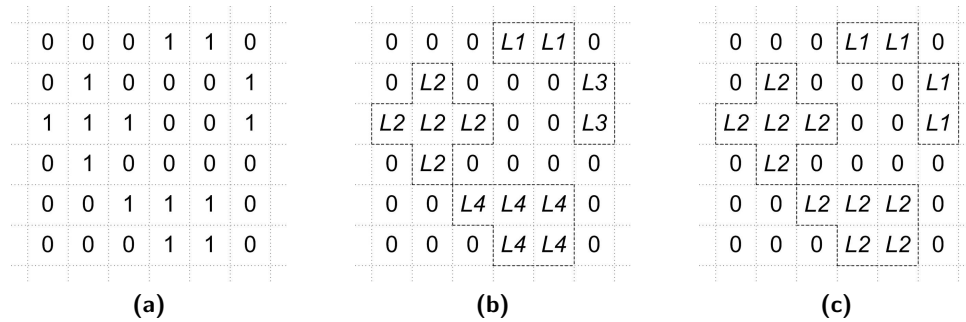 0 0 0 1 1 0 0 0 0 L1 L1 0 0 0 0 L1 L1 0
0 1 0 0 0 1 0 L2 0 0 0 L3 0 L2 0 0 0 L1
1 1 1 0 0 1 L2 L2 L2 0 0 L3 L2 L2 L2 0 0 L1
0 1 0 0 0 0 0 L2 0 0 0 0 0 L2 0 0 0 0
0 0 1 1 1 0 0 0 L4 L4 L4 0 0 0 L2 L2 L2 0
0 0 0 1 1 0 0 0 0 L4 L4 0 0 0 0 L2 L2 0
(a) (b) (c)